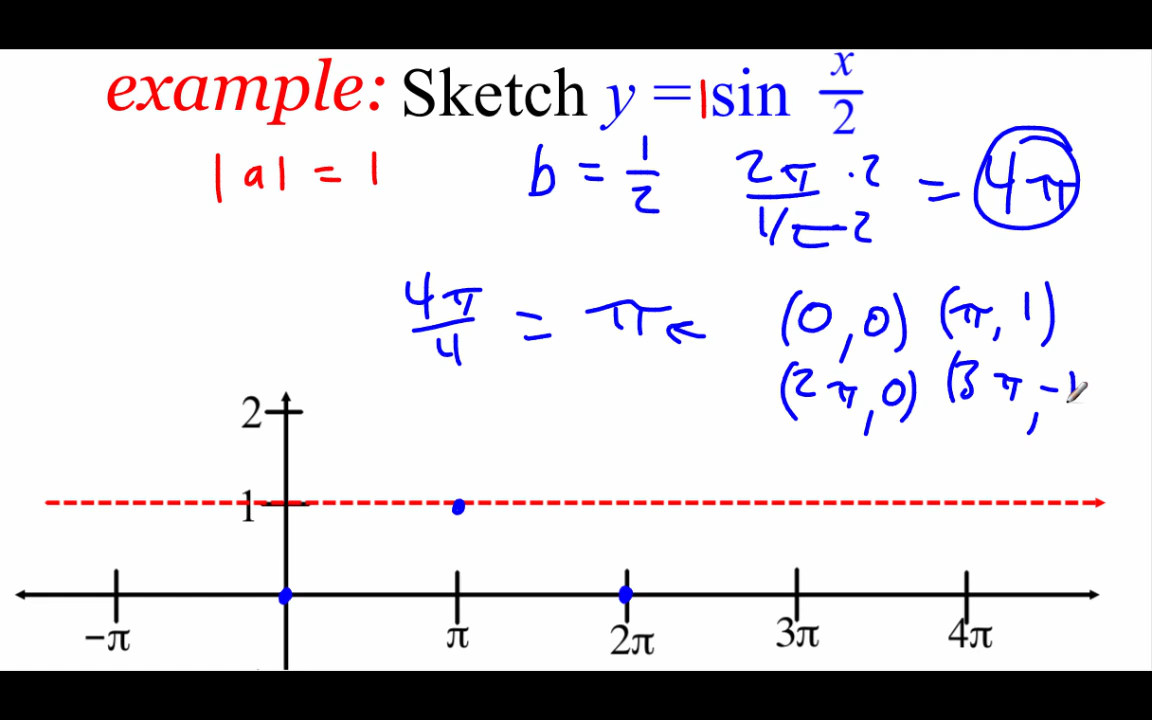 example: Sketch y = 1sin x/2
|a| = 1 b = 1/2 2π · 2 / 1/2 · 2 = 4π
4π/4 = π ← (0,0) (π, 1)
(2π,0) (3π, -1
2
1
-π π 2π 3π 4π